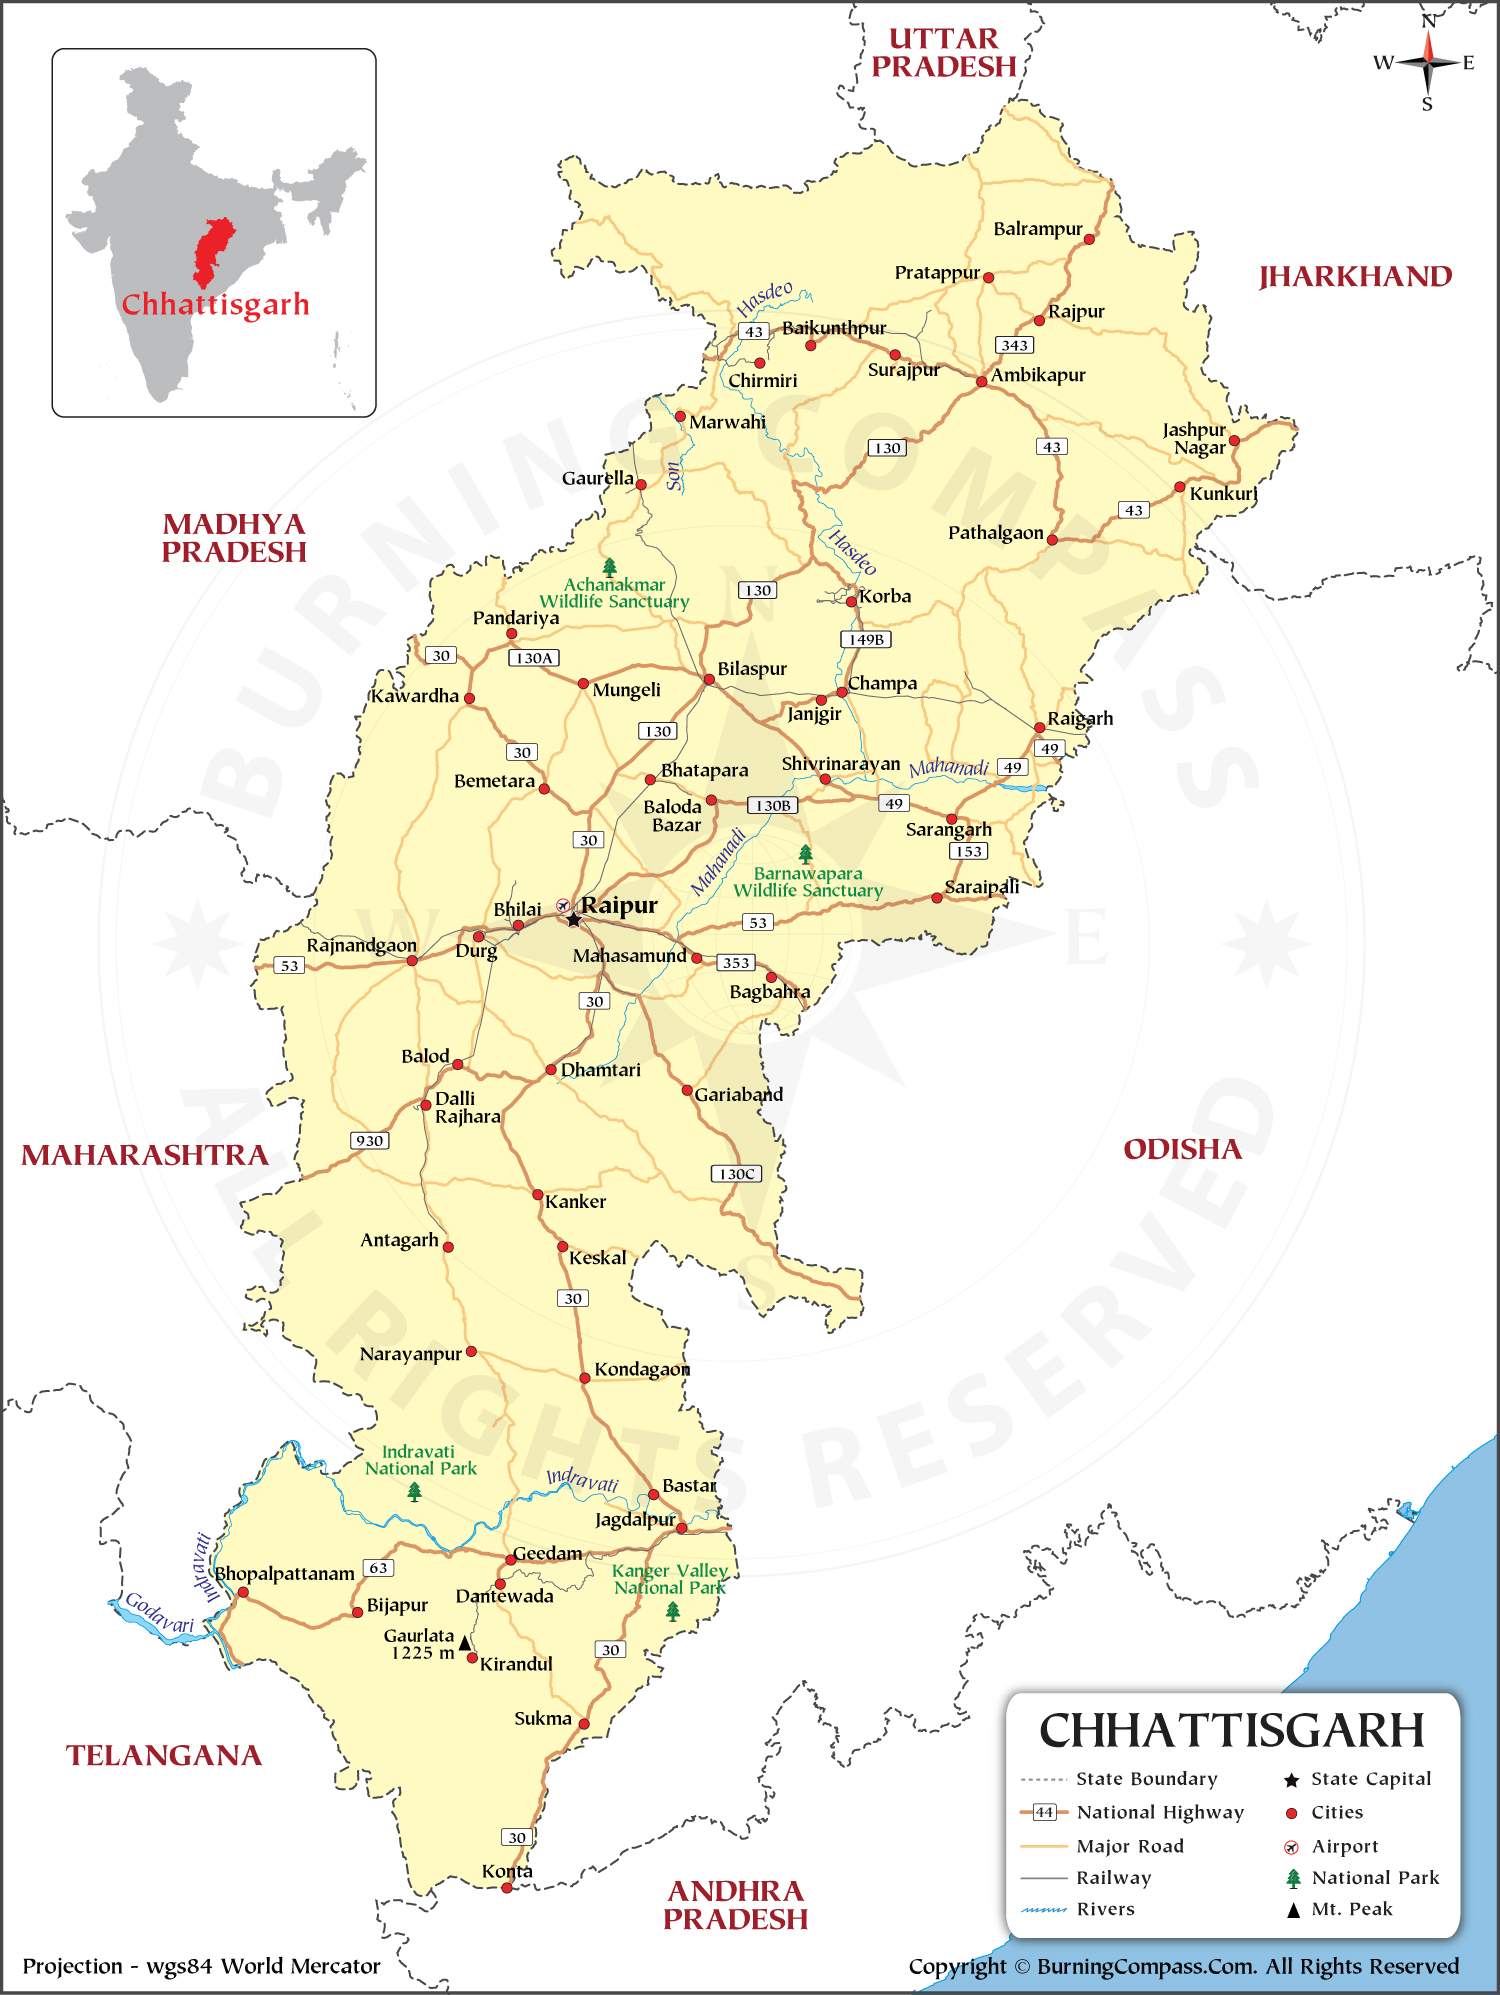 UTTAR
PRADESH
N
W
E
S
Chhattisgarh
JHARKHAND
MADHYA
PRADESH
MAHARASHTRA
ODISHA
TELANGANA
ANDHRA
PRADESH
Balrampur
Pratappur
Hasdeo
Rajpur
43
Baikunthpur
343
Surajpur
Ambikapur
Chirmiri
Marwahi
Jashpur
Nagar
130
43
Gaurella
Son
Kunkuri
43
Pathalgaon
Hasdeo
Achanakmar
Wildlife Sanctuary
130
Korba
Pandariya
149B
30
130A
Bilaspur
Kawardha
Mungeli
Champa
Janjgir
Raigarh
130
49
30
Shivrinarayan
Mahanadi
49
Bhatapara
Bemetara
Baloda
Bazar
130B
49
Sarangarh
30
153
Mahanadi
Barnawapara
Wildlife Sanctuary
Saraipali
Raipur
Bhilai
53
Rajnandgaon
Durg
Mahasamund
353
53
Bagbahra
30
Balod
Dhamtari
Dalli
Rajhara
Gariaband
930
130C
Kanker
Antagarh
Keskal
30
Narayanpur
Kondagaon
Indravati
National Park
Indravati
Bastar
Jagdalpur
Geedam
Indravati
63
Bhopalpattanam
Kanger Valley
National Park
Dantewada
Bijapur
Godavari
Gaurlata
1225 m
Kirandul
30
Sukma
30
Konta
BURNING COMPASS
ALL RIGHTS RESERVED
N
W
E
S
CHHATTISGARH
State Boundary
State Capital
44
National Highway
Cities
Major Road
Airport
Railway
National Park
Rivers
Mt. Peak
Projection - wgs84 World Mercator
Copyright © BurningCompass.Com. All Rights Reserved